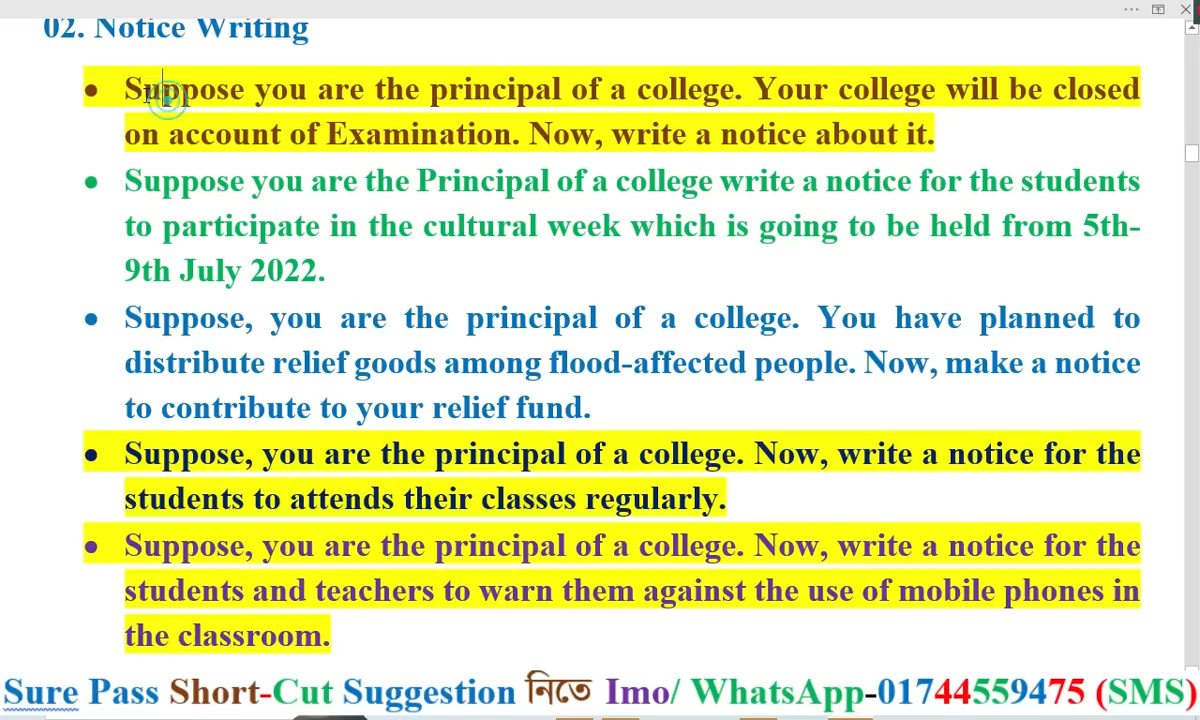 02. Notice Writing
• Suppose you are the principal of a college. Your college will be closed
on account of Examination. Now, write a notice about it.
• Suppose you are the Principal of a college write a notice for the students
to participate in the cultural week which is going to be held from 5th-
9th July 2022.
• Suppose, you are the principal of a college. You have planned to
distribute relief goods among flood-affected people. Now, make a notice
to contribute to your relief fund.
• Suppose, you are the principal of a college. Now, write a notice for the
students to attends their classes regularly.
• Suppose, you are the principal of a college. Now, write a notice for the
students and teachers to warn them against the use of mobile phones in
the classroom.
Sure Pass Short-Cut Suggestion নিতে Imo/ WhatsApp-01744559475 (SMS)